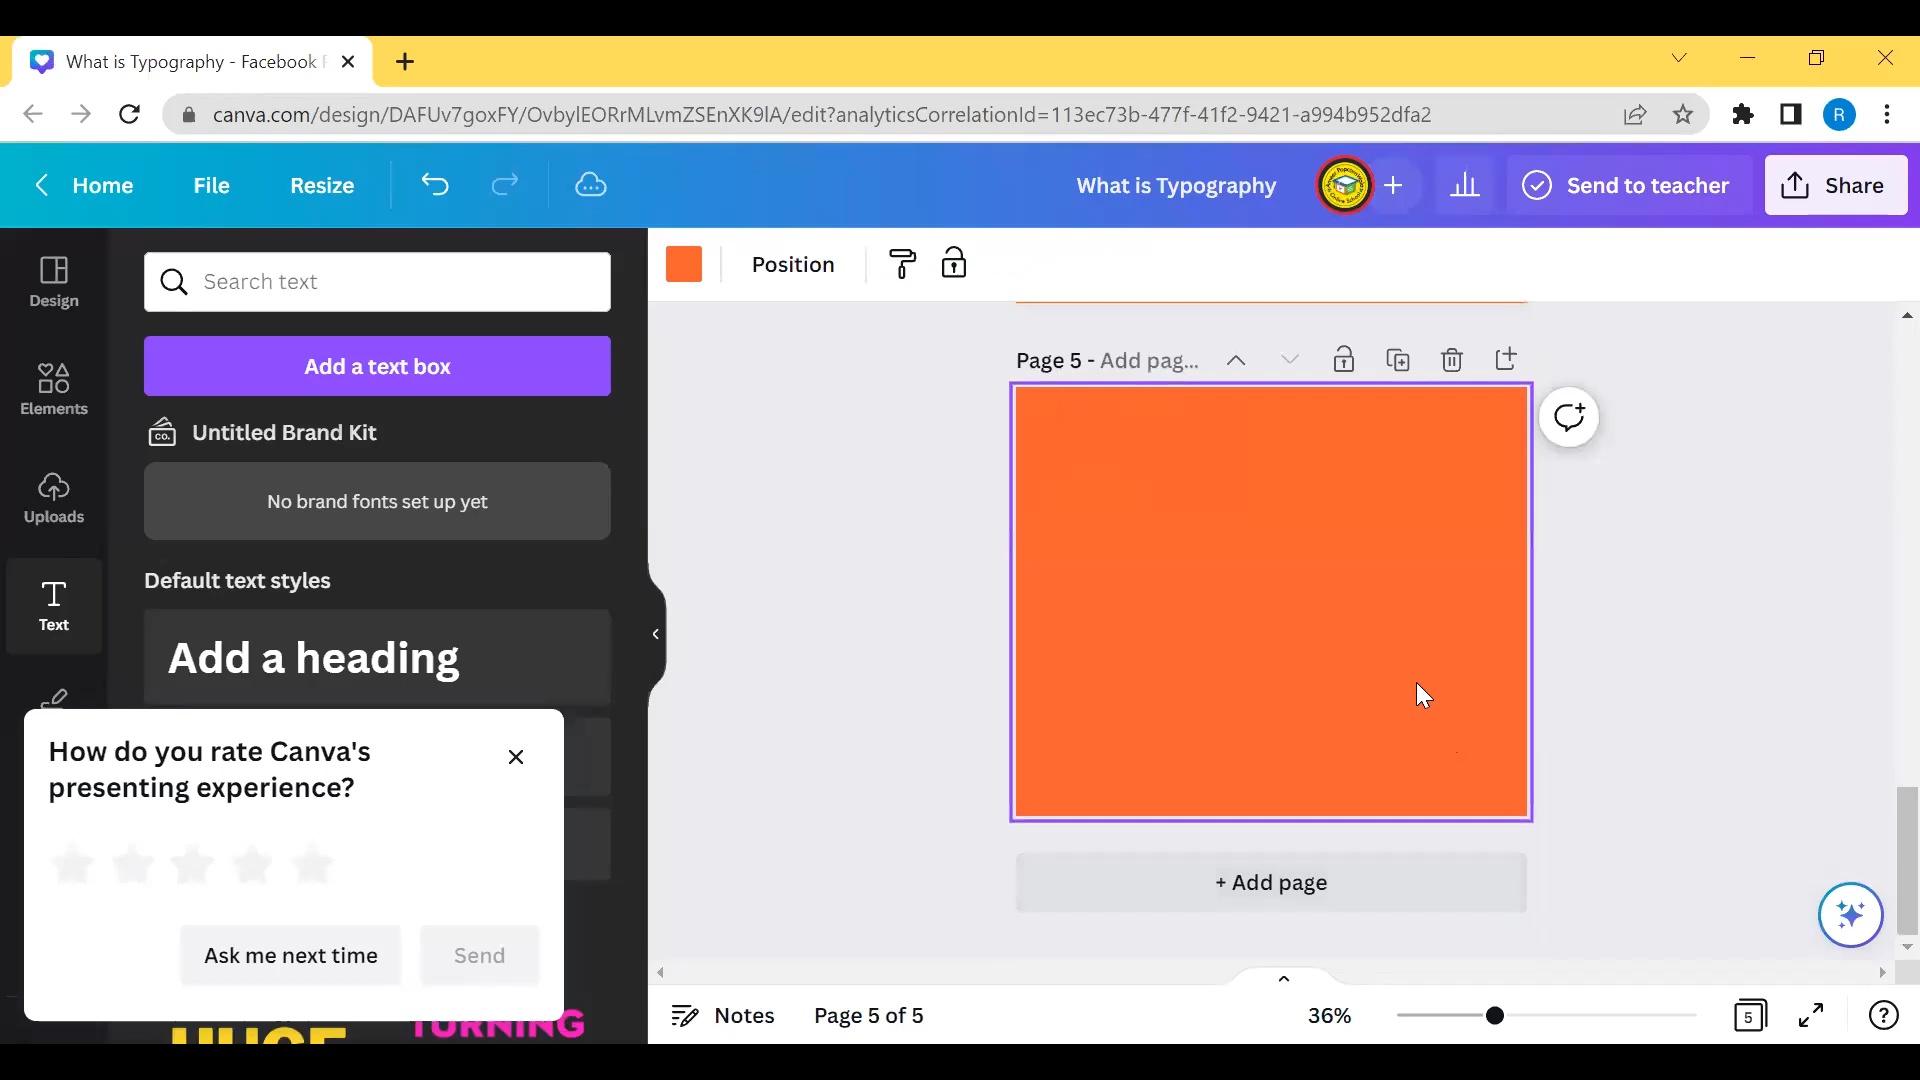 What is Typography - Facebook
canva.com/design/DAFUv7goxFY/OvbylEORrMLvmZSEnXK9lA/edit?analyticsCorrelationId=113ec73b-477f-41f2-9421-a994b952dfa2
R
Home
File
Resize
What is Typography
Send to teacher
Share
Design
Elements
Uploads
Text
Search text
Add a text box
CO.
Untitled Brand Kit
No brand fonts set up yet
Default text styles
Add a heading
Position
Page 5 - Add pag...
+ Add page
How do you rate Canva's
presenting experience?
Ask me next time
Send
HUGE
TURNING
Notes
Page 5 of 5
36%
5
?